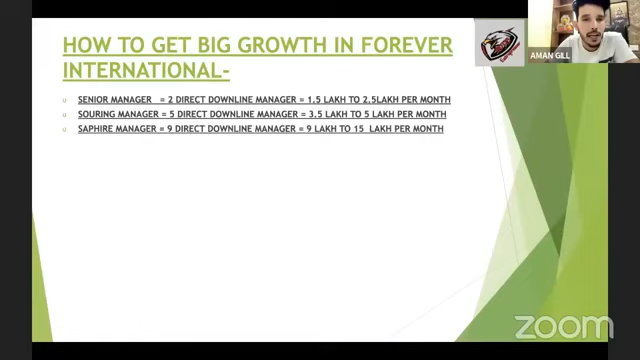 HOW TO GET BIG GROWTH IN FOREVER
INTERNATIONAL-
SENIOR MANAGER = 2 DIRECT DOWNLINE MANAGER = 1.5 LAKH TO 2.5LAKH PER MONTH
SOURING MANAGER = 5 DIRECT DOWNLINE MANAGER = 3.5 LAKH TO 5 LAKH PER MONTH
SAPHIRE MANAGER = 9 DIRECT DOWNLINE MANAGER = 9 LAKH TO 15 LAKH PER MONTH
AMAN GILL
zoom